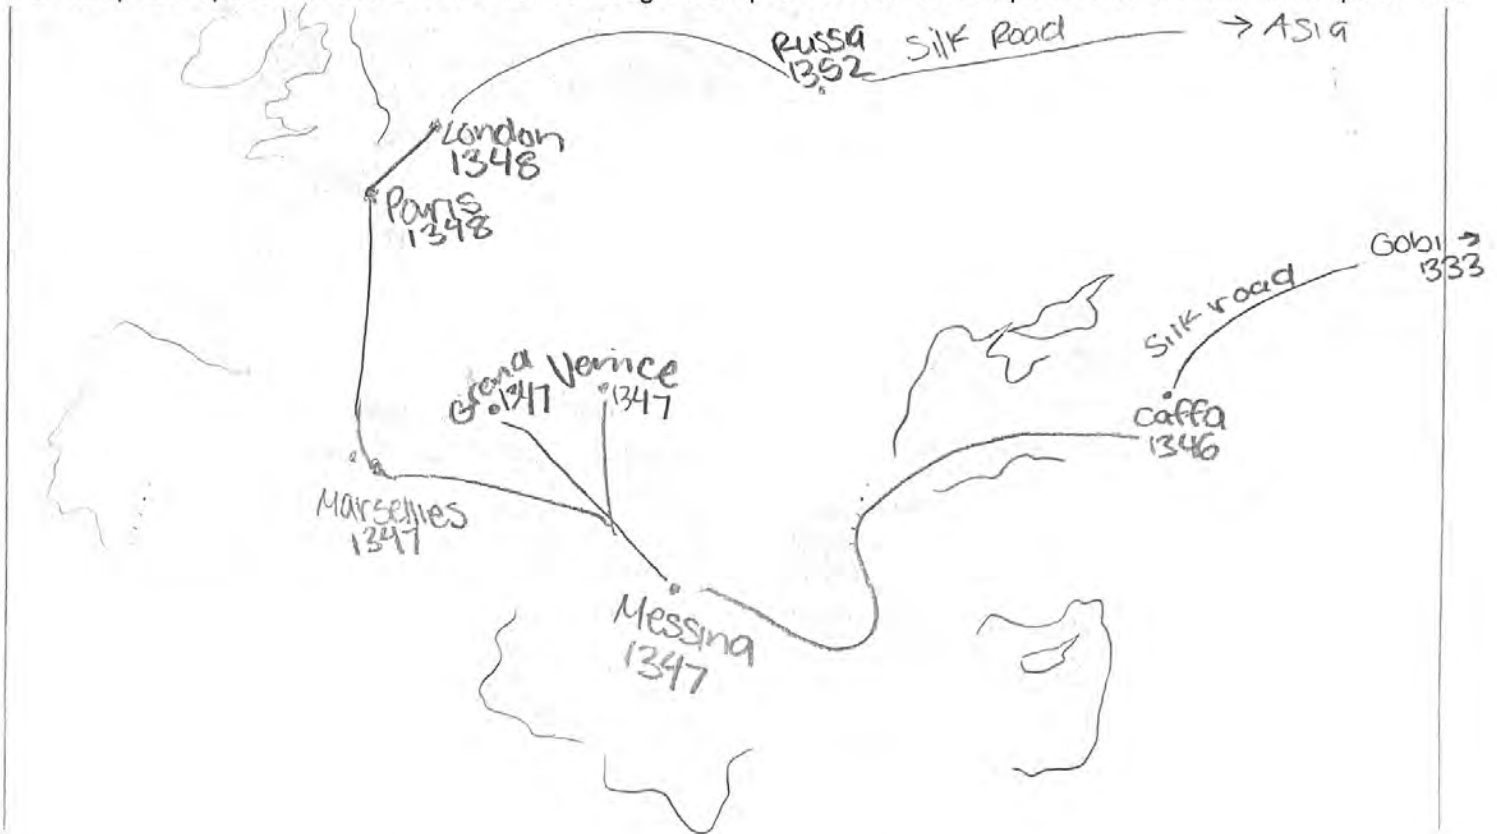 Russia
1352
Silk Road
→ Asia
London
1348
Paris
1348
Gobi →
1333
Silk road
Venice
1347
1347
Caffa
1346
Marseilles
1347
Messina
1347